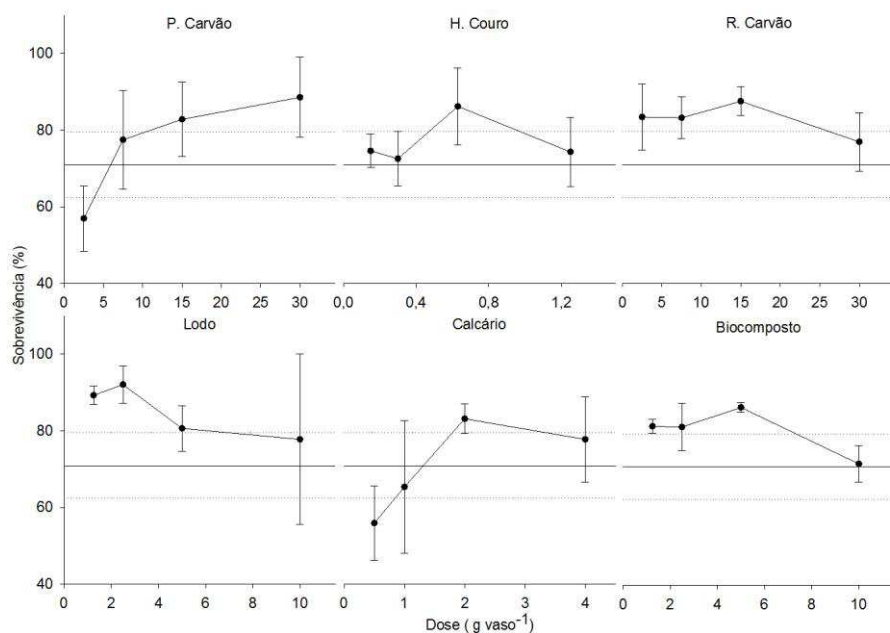 P. Carvão H. Couro R. Carvão
100
80
60
40
0 5 10 15 20 25 30 0,0 0,4 0,8 1,2 0 5 10 15 20 25 30
Sobrevivência (%)
Lodo Calcário Biocomposto
100
80
60
40
0 2 4 6 8 10 0 1 2 3 4 0 2 4 6 8 10
Dose ( g vaso-1)